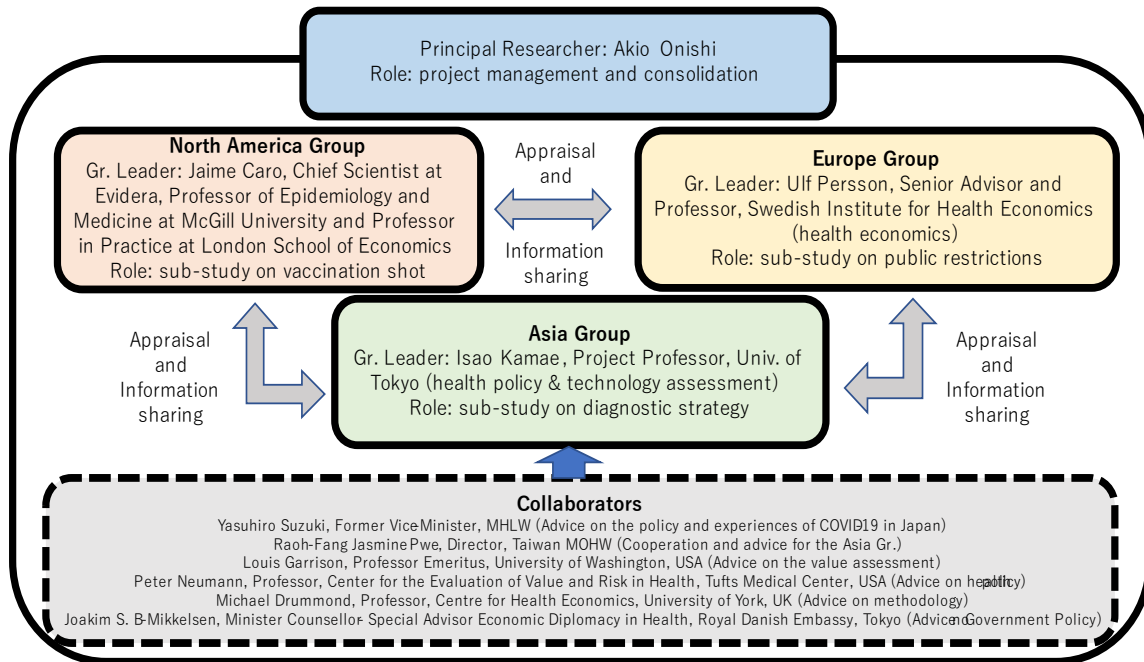 Principal Researcher: Akio Onishi
Role: project management and consolidation
North America Group
Gr. Leader: Jaime Caro, Chief Scientist at
Evidera, Professor of Epidemiology and
Medicine at McGill University and Professor
in Practice at London School of Economics
Role: sub-study on vaccination shot
Appraisal
and
Information
sharing
Europe Group
Gr. Leader: Ulf Persson, Senior Advisor and
Professor, Swedish Institute for Health Economics
(health economics)
Role: sub-study on public restrictions
Appraisal
and
Information
sharing
Asia Group
Gr. Leader: Isao Kamae, Project Professor, Univ. of
Tokyo (health policy & technology assessment)
Role: sub-study on diagnostic strategy
Appraisal
and
Information
sharing
Collaborators
Yasuhiro Suzuki, Former Vice-Minister, MHLW (Advice on the policy and experiences of COVID-19 in Japan)
Raoh-Fang Jasmine Pwe, Director, Taiwan MOHW (Cooperation and advice for the Asia Gr.)
Louis Garrison, Professor Emeritus, University of Washington, USA (Advice on the value assessment)
Peter Neumann, Professor, Center for the Evaluation of Value and Risk in Health, Tufts Medical Center, USA (Advice on health policy)
Michael Drummond, Professor, Centre for Health Economics, University of York, UK (Advice on methodology)
Joakim S. B-Mikkelsen, Minister Counsellor - Special Advisor Economic Diplomacy in Health, Royal Danish Embassy, Tokyo (Advice on Government Policy)